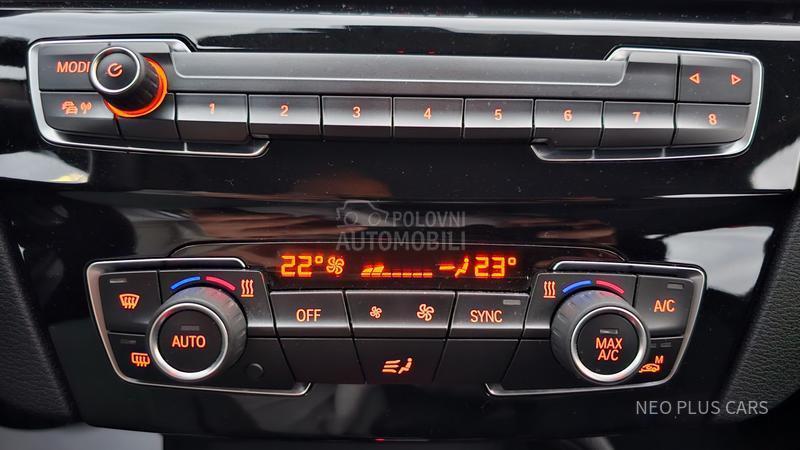 MODE
1 2 3 4 5 6 7 8
POLOVNI
AUTOMOBILI
22° 23°
OFF SYNC A/C
AUTO MAX
A/C
M
NEO PLUS CARS